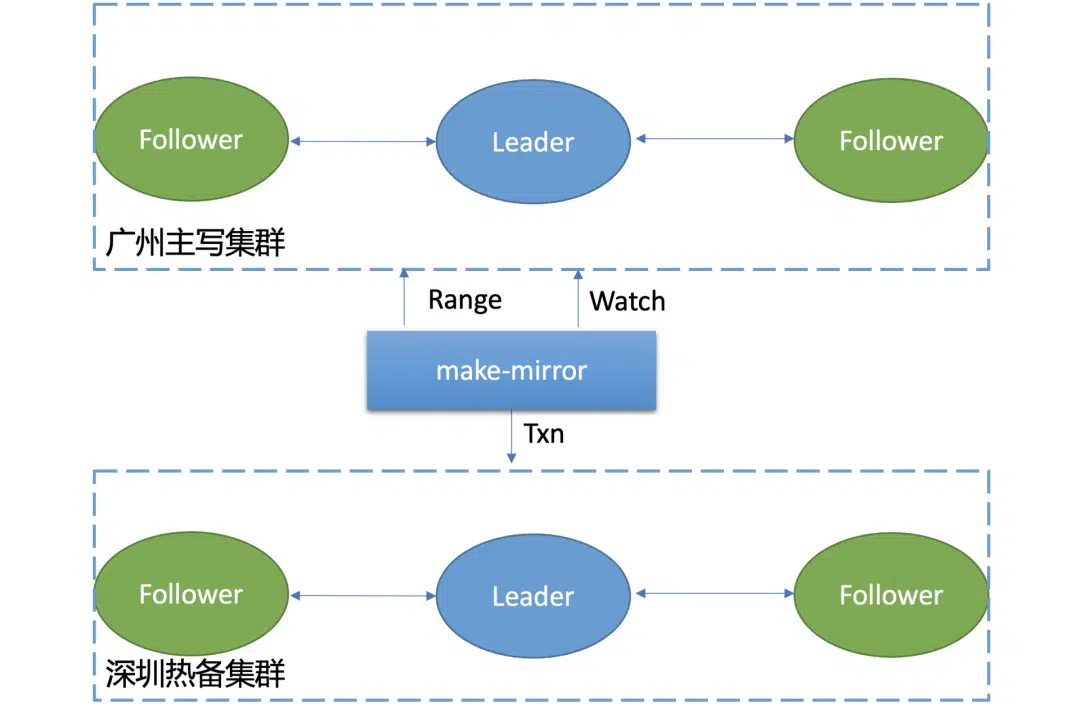 Follower
Leader
Follower
广州主写集群
Range
Watch
make-mirror
Txn
Follower
Leader
Follower
深圳热备集群